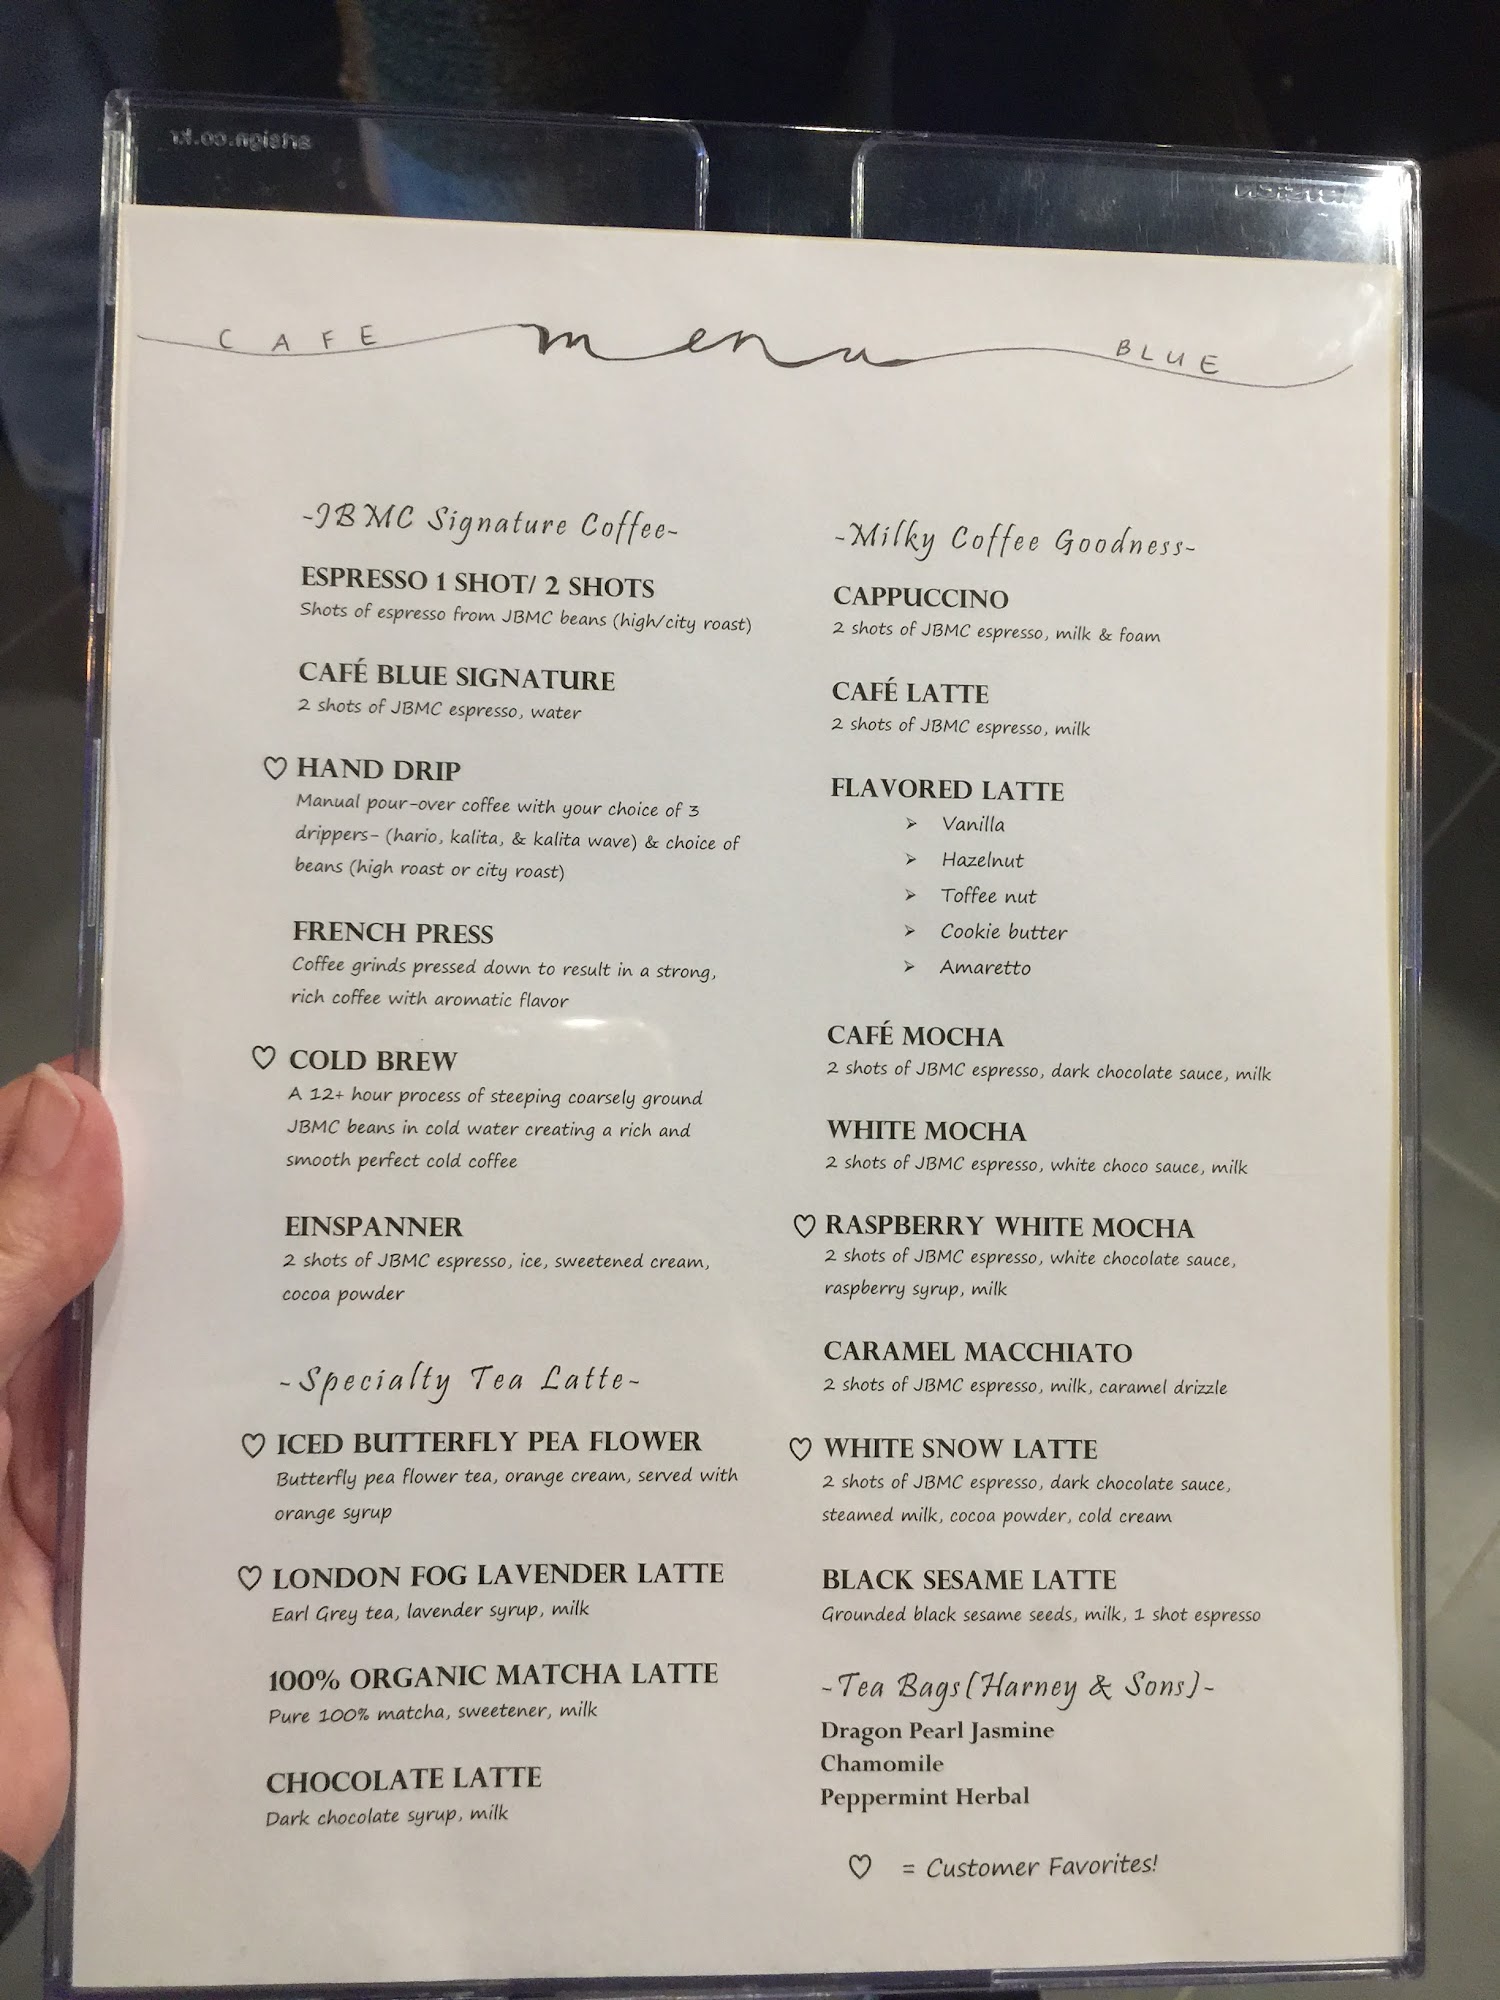 artsign.co.kr
CAFE menu BLUE
-JBMC Signature Coffee-
ESPRESSO 1 SHOT/ 2 SHOTS
Shots of espresso from JBMC beans (high/city roast)
CAFÉ BLUE SIGNATURE
2 shots of JBMC espresso, water
♡ HAND DRIP
Manual pour-over coffee with your choice of 3
drippers- (hario, kalita, & kalita wave) & choice of
beans (high roast or city roast)
FRENCH PRESS
Coffee grinds pressed down to result in a strong,
rich coffee with aromatic flavor
♡ COLD BREW
A 12+ hour process of steeping coarsely ground
JBMC beans in cold water creating a rich and
smooth perfect cold coffee
EINSPANNER
2 shots of JBMC espresso, ice, sweetened cream,
cocoa powder
-Specialty Tea Latte-
♡ ICED BUTTERFLY PEA FLOWER
Butterfly pea flower tea, orange cream, served with
orange syrup
♡ LONDON FOG LAVENDER LATTE
Earl Grey tea, lavender syrup, milk
100% ORGANIC MATCHA LATTE
Pure 100% matcha, sweetener, milk
CHOCOLATE LATTE
Dark chocolate syrup, milk
-Milky Coffee Goodness-
CAPPUCCINO
2 shots of JBMC espresso, milk & foam
CAFÉ LATTE
2 shots of JBMC espresso, milk
FLAVORED LATTE
➢ Vanilla
➢ Hazelnut
➢ Toffee nut
➢ Cookie butter
➢ Amaretto
CAFÉ MOCHA
2 shots of JBMC espresso, dark chocolate sauce, milk
WHITE MOCHA
2 shots of JBMC espresso, white choco sauce, milk
♡ RASPBERRY WHITE MOCHA
2 shots of JBMC espresso, white chocolate sauce,
raspberry syrup, milk
CARAMEL MACCHIATO
2 shots of JBMC espresso, milk, caramel drizzle
♡ WHITE SNOW LATTE
2 shots of JBMC espresso, dark chocolate sauce,
steamed milk, cocoa powder, cold cream
BLACK SESAME LATTE
Grounded black sesame seeds, milk, 1 shot espresso
-Tea Bags(Harney & Sons)-
Dragon Pearl Jasmine
Chamomile
Peppermint Herbal
♡ = Customer Favorites!